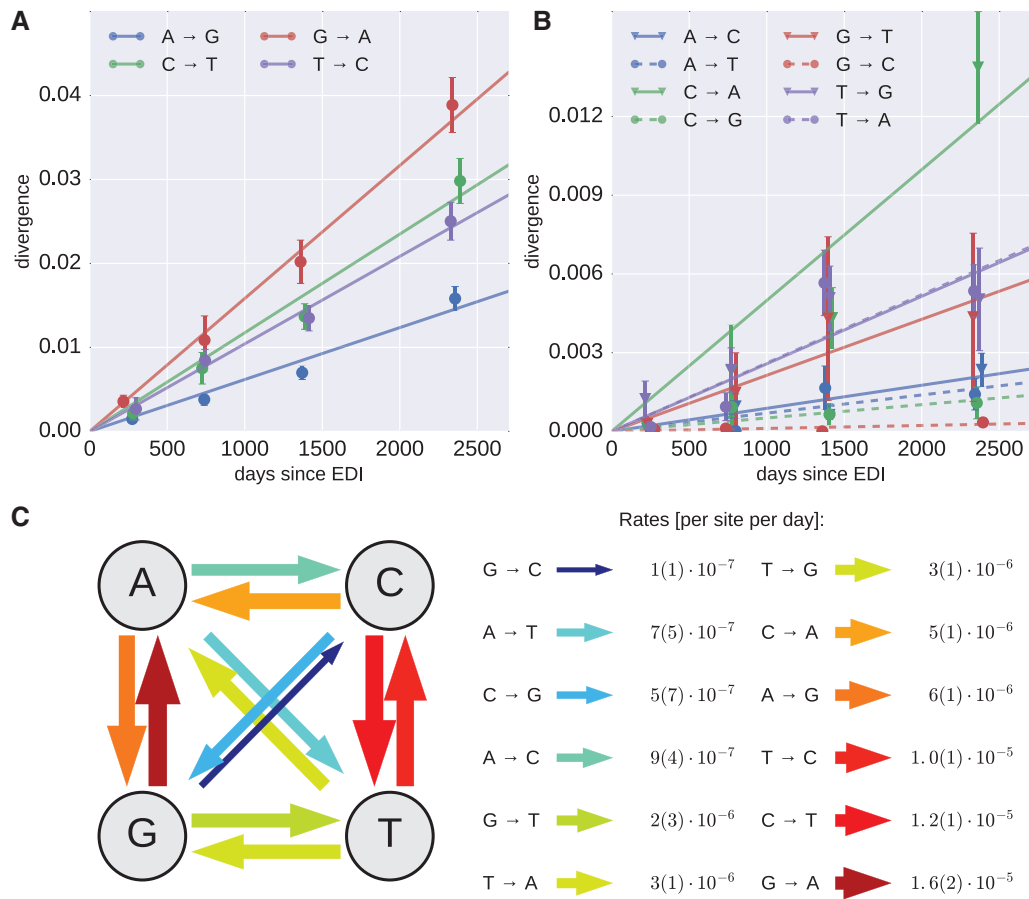 A
A → G
G → A
C → T
T → C
0.04
0.03
0.02
0.01
0.00
divergence
0
500
1000
1500
2000
2500
days since EDI
B
A → C
G → T
A → T
G → C
C → A
T → G
C → G
T → A
0.012
0.009
0.006
0.003
0.000
divergence
0
500
1000
1500
2000
2500
days since EDI
C
A
C
G
T
Rates [per site per day]:
G → C 1(1) · 10⁻⁷ T → G 3(1) · 10⁻⁶
A → T 7(5) · 10⁻⁷ C → A 5(1) · 10⁻⁶
C → G 5(7) · 10⁻⁷ A → G 6(1) · 10⁻⁶
A → C 9(4) · 10⁻⁷ T → C 1.0(1) · 10⁻⁵
G → T 2(3) · 10⁻⁶ C → T 1.2(1) · 10⁻⁵
T → A 3(1) · 10⁻⁶ G → A 1.6(2) · 10⁻⁵